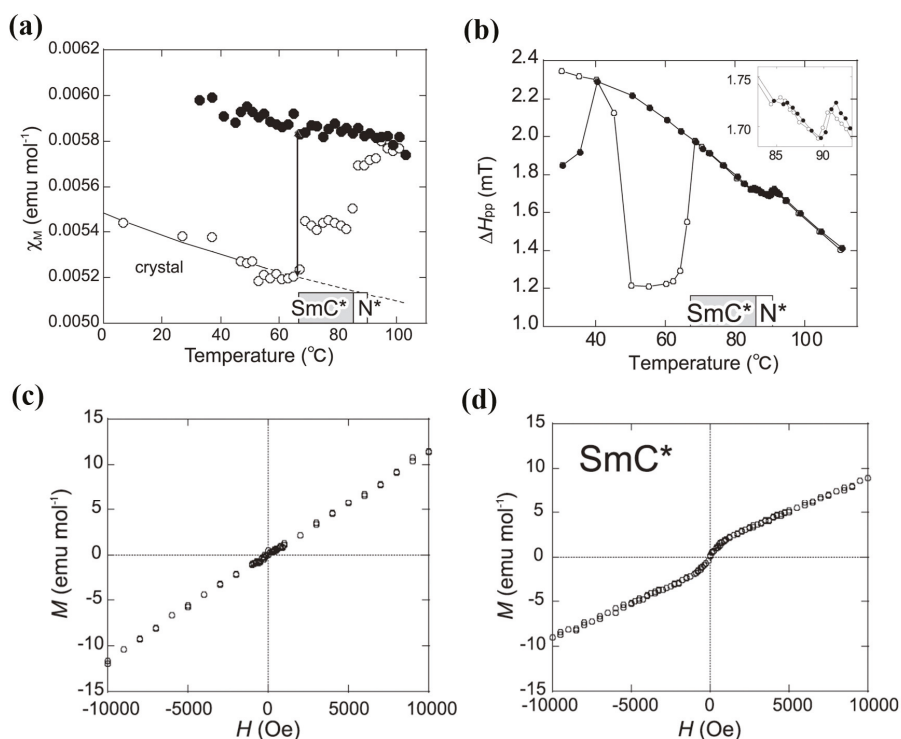 (a)
0.0062
0.0060
0.0058
0.0056
0.0054
0.0052
0.0050
χM (emu mol-1)
crystal
SmC* N*
0 20 40 60 80 100 120
Temperature (°C)
(b)
2.4
2.2
2.0
1.8
1.6
1.4
1.2
1.0
ΔHpp (mT)
1.75
1.70
85 90
SmC* N*
40 60 80 100
Temperature (°C)
(c)
15
10
5
0
-5
-10
-15
M (emu mol-1)
-10000 -5000 0 5000 10000
H (Oe)
(d)
SmC*
15
10
5
0
-5
-10
-15
M (emu mol-1)
-10000 -5000 0 5000 10000
H (Oe)